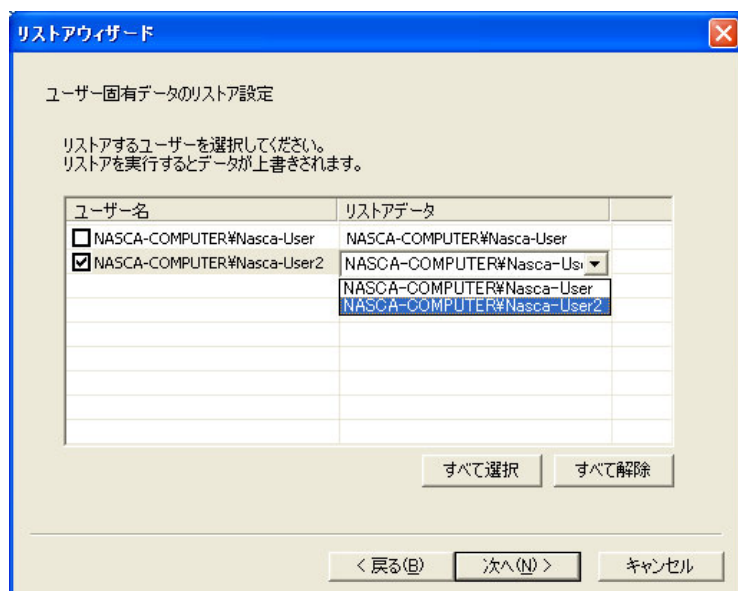 リストアウィザード
ユーザー固有データのリストア設定
リストアするユーザーを選択してください。
リストアを実行するとデータが上書きされます。
ユーザー名 リストアデータ
NASCA-COMPUTER¥Nasca-User NASCA-COMPUTER¥Nasca-User
NASCA-COMPUTER¥Nasca-User2 NASCA-COMPUTER¥Nasca-Us
NASCA-COMPUTER¥Nasca-User
NASCA-COMPUTER¥Nasca-User2
すべて選択 すべて解除
< 戻る(B) 次へ(N) > キャンセル